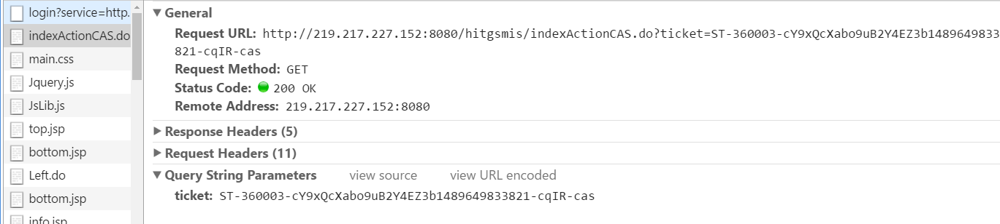 login?service=http.
indexActionCAS.do
main.css
Jquery.js
JsLib.js
top.jsp
bottom.jsp
Left.do
bottom.jsp
info.jsp
General
Request URL: http://219.217.227.152:8080/hitgsmis/indexActionCAS.do?ticket=ST-360003-cY9xQcXabo9uB2Y4EZ3b1489649833
821-cqIR-cas
Request Method: GET
Status Code: 200 OK
Remote Address: 219.217.227.152:8080
Response Headers (5)
Request Headers (11)
Query String Parameters view source view URL encoded
ticket: ST-360003-cY9xQcXabo9uB2Y4EZ3b1489649833821-cqIR-cas